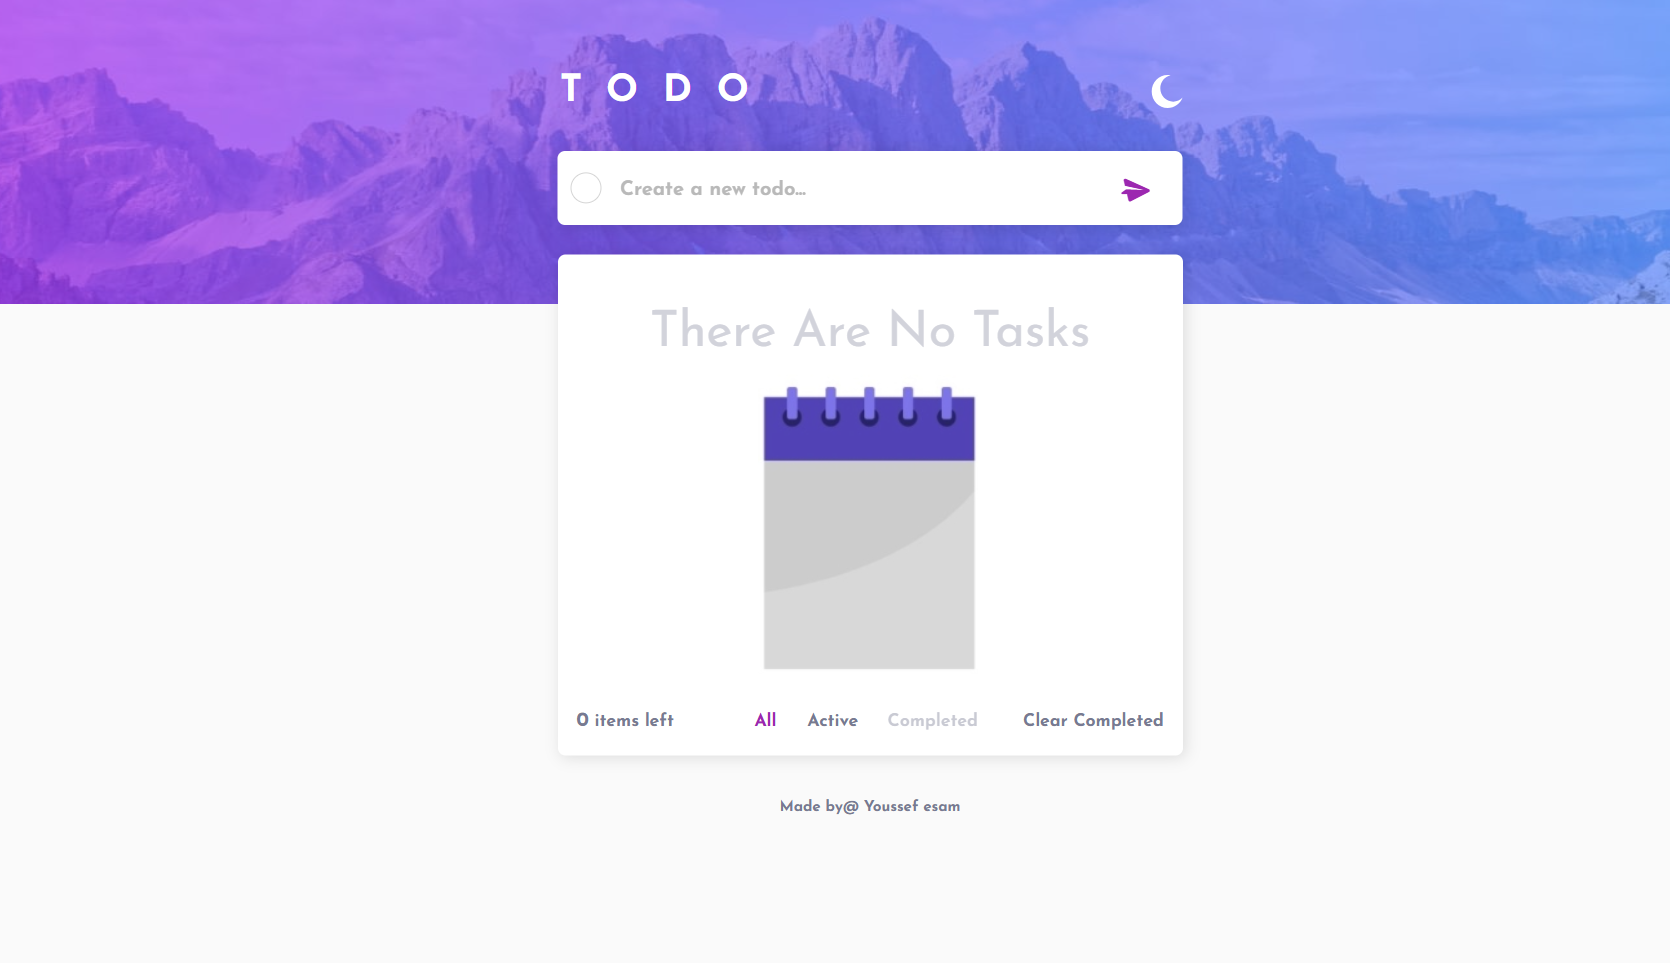 T O D O
Create a new todo...
There Are No Tasks
0 items left All Active Completed Clear Completed
Made by@ Youssef esam